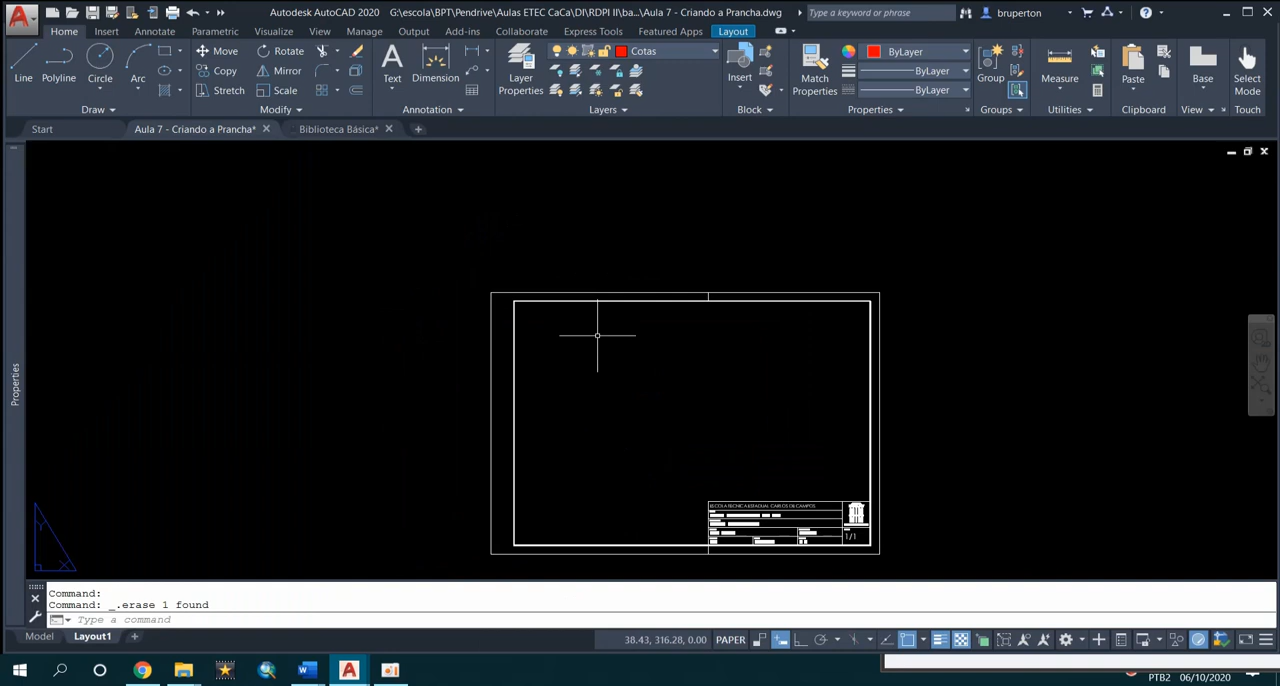 Autodesk AutoCAD 2020 G:\escola\BPT\Pendrive\Aulas ETEC CaCa\DI\RDPI II\ba... Aula 7 - Criando a Prancha.dwg Type a keyword or phrase bruperton
Home Insert Annotate Parametric Visualize View Manage Output Add-ins Collaborate Express Tools Featured Apps Layout
Line Polyline Circle Arc
Move Rotate
Copy Mirror
Stretch Scale
Text Dimension
Layer Properties
Cotas
Insert
Match Properties
ByLayer
ByLayer
ByLayer
Group
Measure
Paste
Base
Select Mode
Draw Modify Annotation Layers Block Properties Groups Utilities Clipboard View Touch
Start Aula 7 - Criando a Prancha* Biblioteca Básica*
Properties
ESCOLA TECNICA ESTADUAL CARLOS DE CAMPOS
1/1
Y
X
Command:
Command: _.erase 1 found
Type a command
Model Layout1
38.43, 316.28, 0.00 PAPER
PTB2 06/10/2020